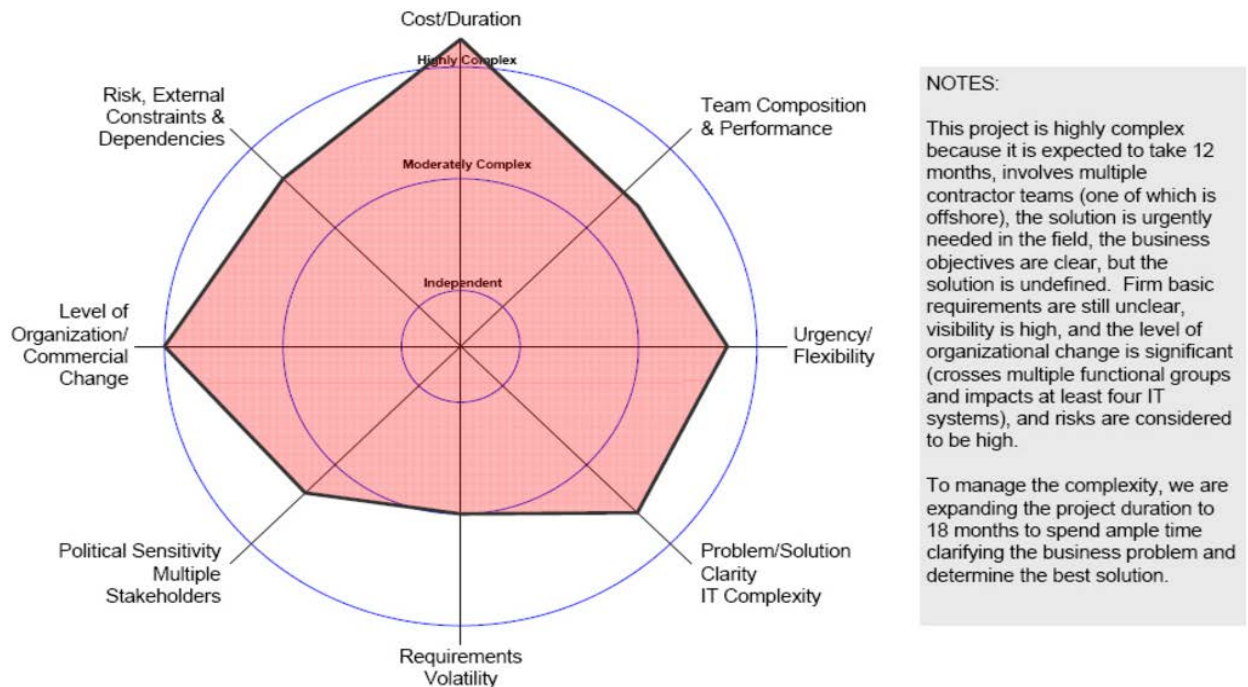 Cost/Duration
Highly Complex
Risk, External
Constraints &
Dependencies
Team Composition
& Performance
Moderately Complex
Independent
Level of
Organization/
Commercial
Change
Urgency/
Flexibility
Political Sensitivity
Multiple
Stakeholders
Problem/Solution
Clarity
IT Complexity
Requirements
Volatility
NOTES:
This project is highly complex
because it is expected to take 12
months, involves multiple
contractor teams (one of which is
offshore), the solution is urgently
needed in the field, the business
objectives are clear, but the
solution is undefined. Firm basic
requirements are still unclear,
visibility is high, and the level of
organizational change is significant
(crosses multiple functional groups
and impacts at least four IT
systems), and risks are considered
to be high.
To manage the complexity, we are
expanding the project duration to
18 months to spend ample time
clarifying the business problem and
determine the best solution.